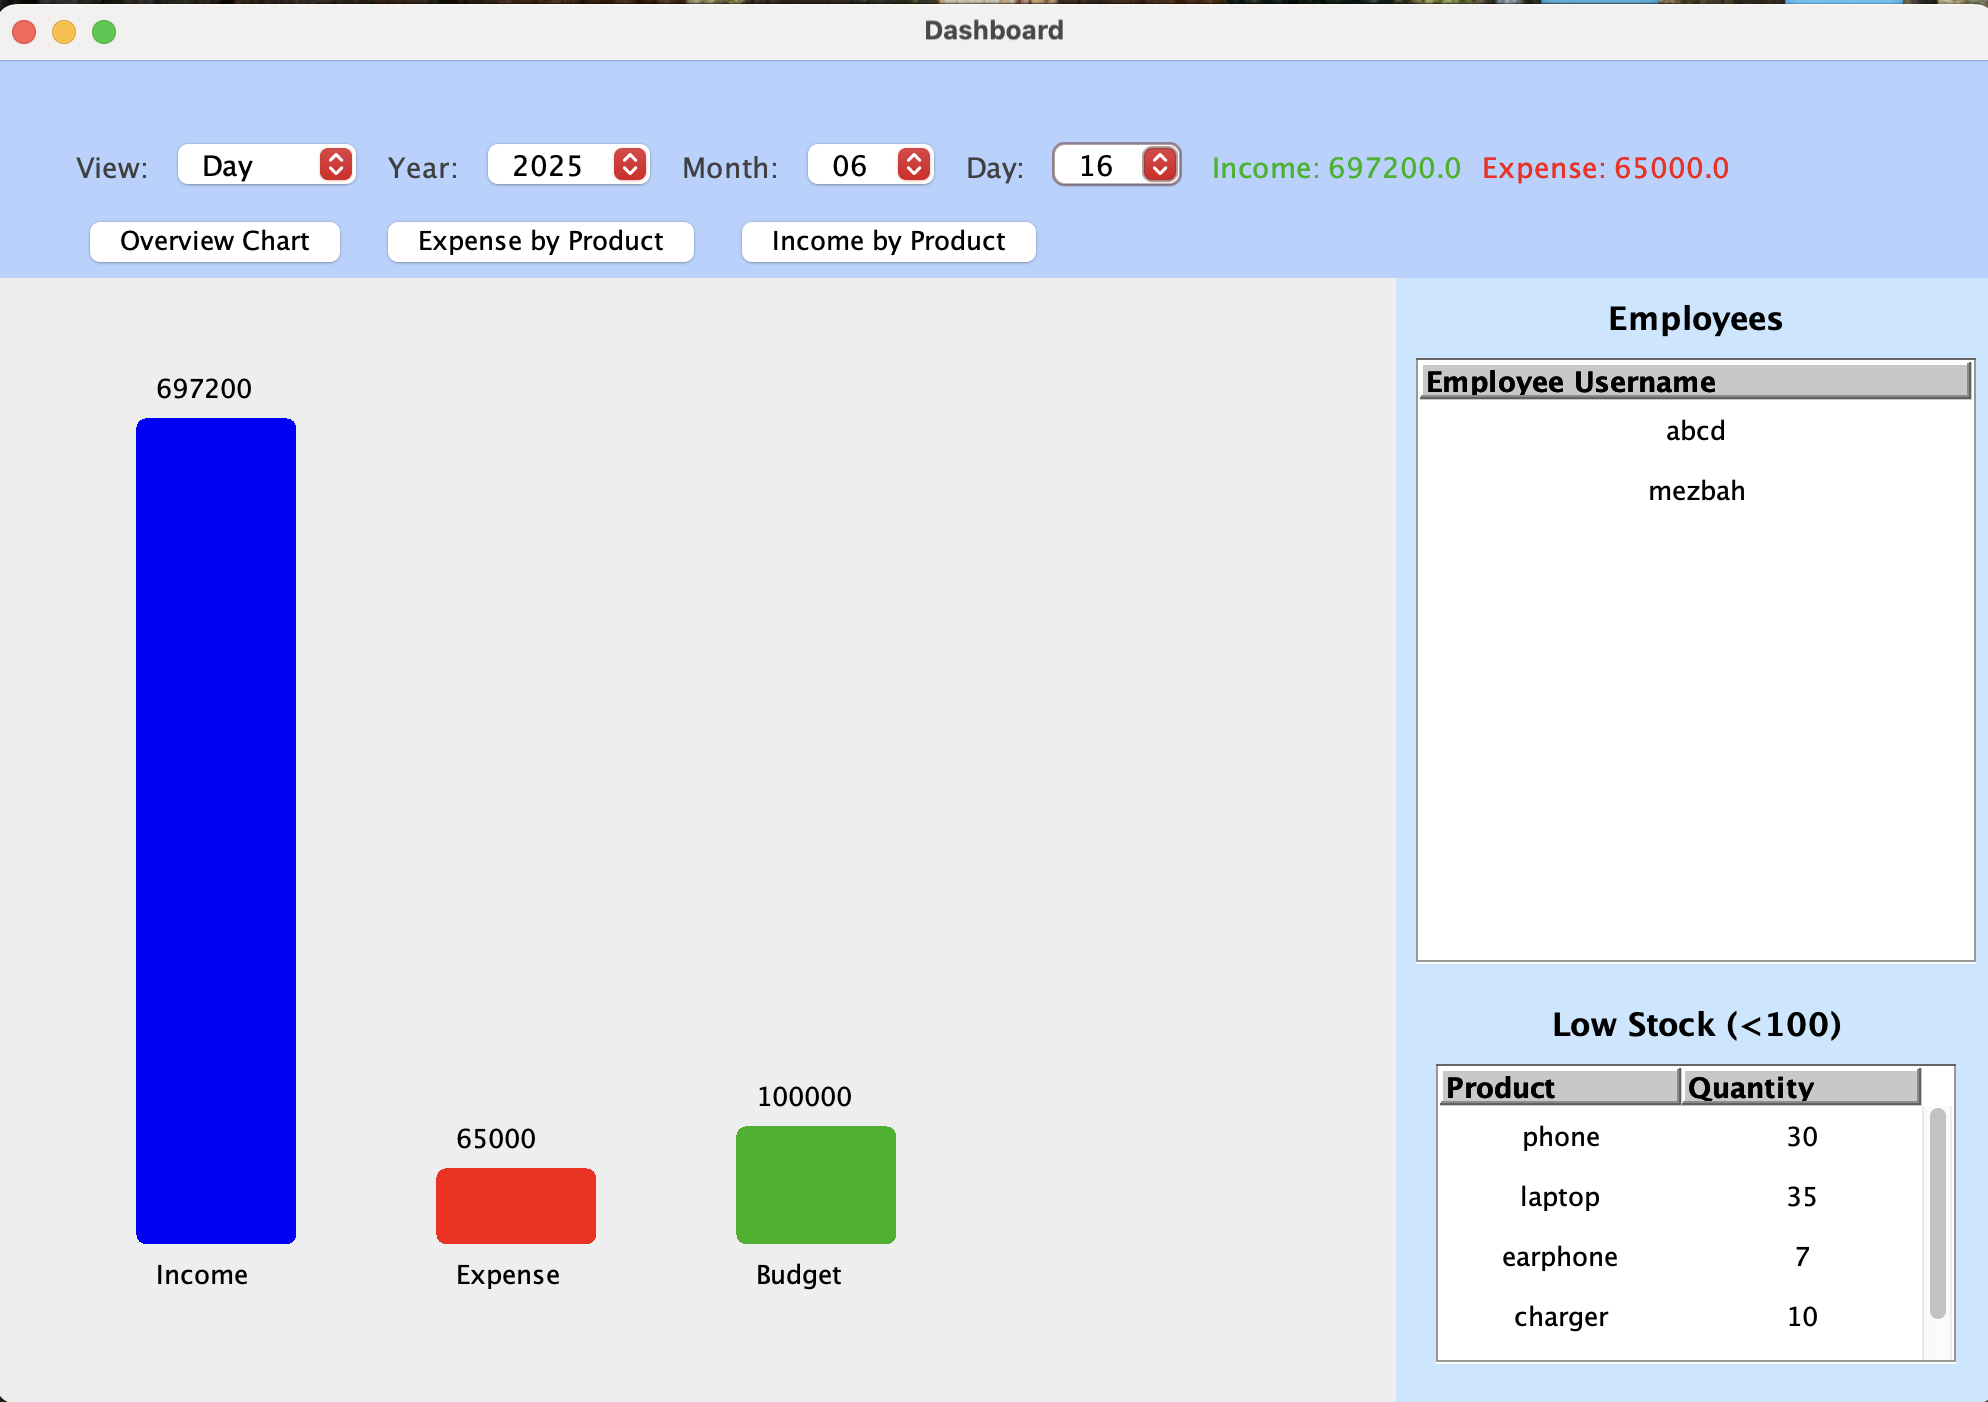 Dashboard
View: Day Year: 2025 Month: 06 Day: 16 Income: 697200.0 Expense: 65000.0
Overview Chart Expense by Product Income by Product
697200
65000
100000
Income Expense Budget
Employees
Employee Username
abcd
mezbah
Low Stock (<100)
Product Quantity
phone 30
laptop 35
earphone 7
charger 10